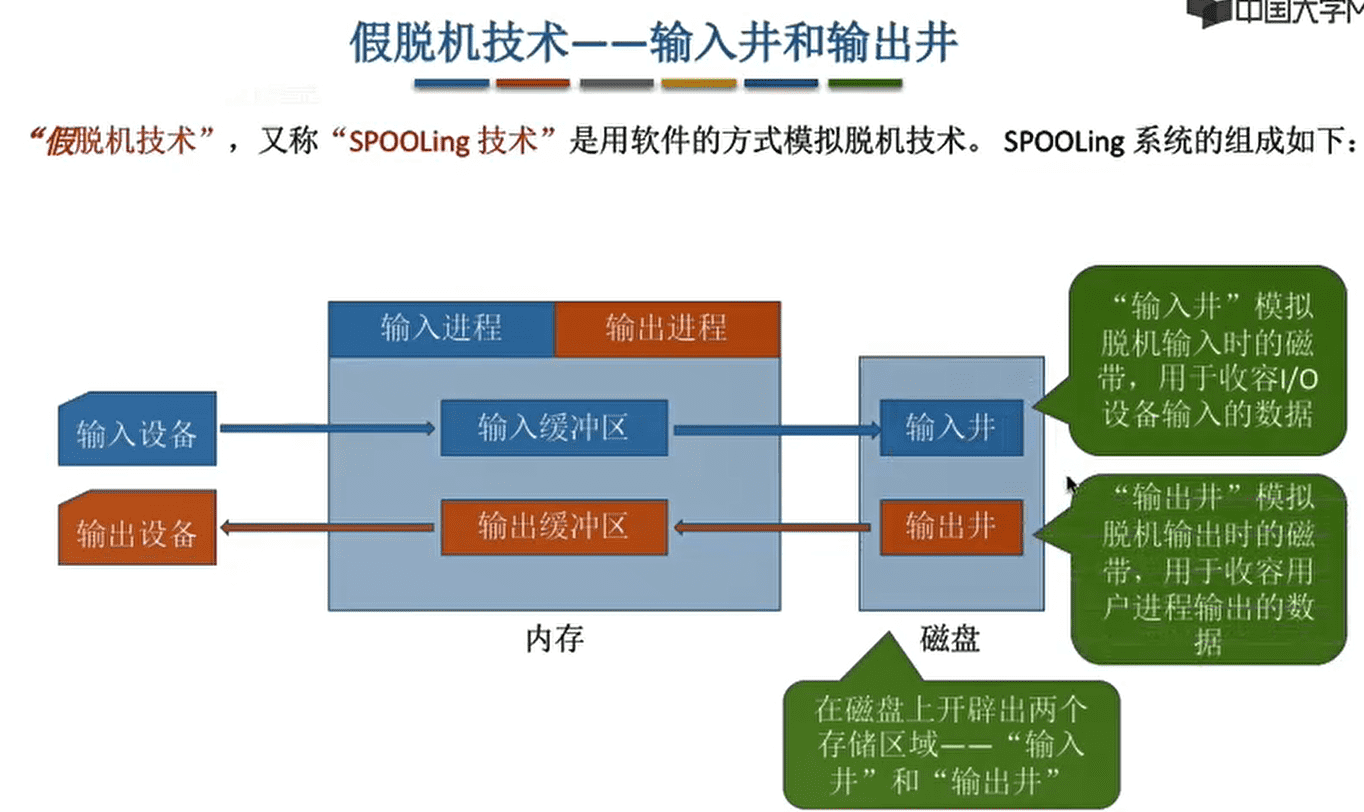 中国大学M
假脱机技术——输入井和输出井
“假脱机技术”，又称“SPOOLing 技术”是用软件的方式模拟脱机技术。 SPOOLing 系统的组成如下：
输入进程
输出进程
输入设备
输入缓冲区
输入井
输出设备
输出缓冲区
输出井
内存
磁盘
“输入井”模拟
脱机输入时的磁
带，用于收容I/O
设备输入的数据
“输出井”模拟
脱机输出时的磁
带，用于收容用
户进程输出的数
据
在磁盘上开辟出两个
存储区域——“输入
井”和“输出井”